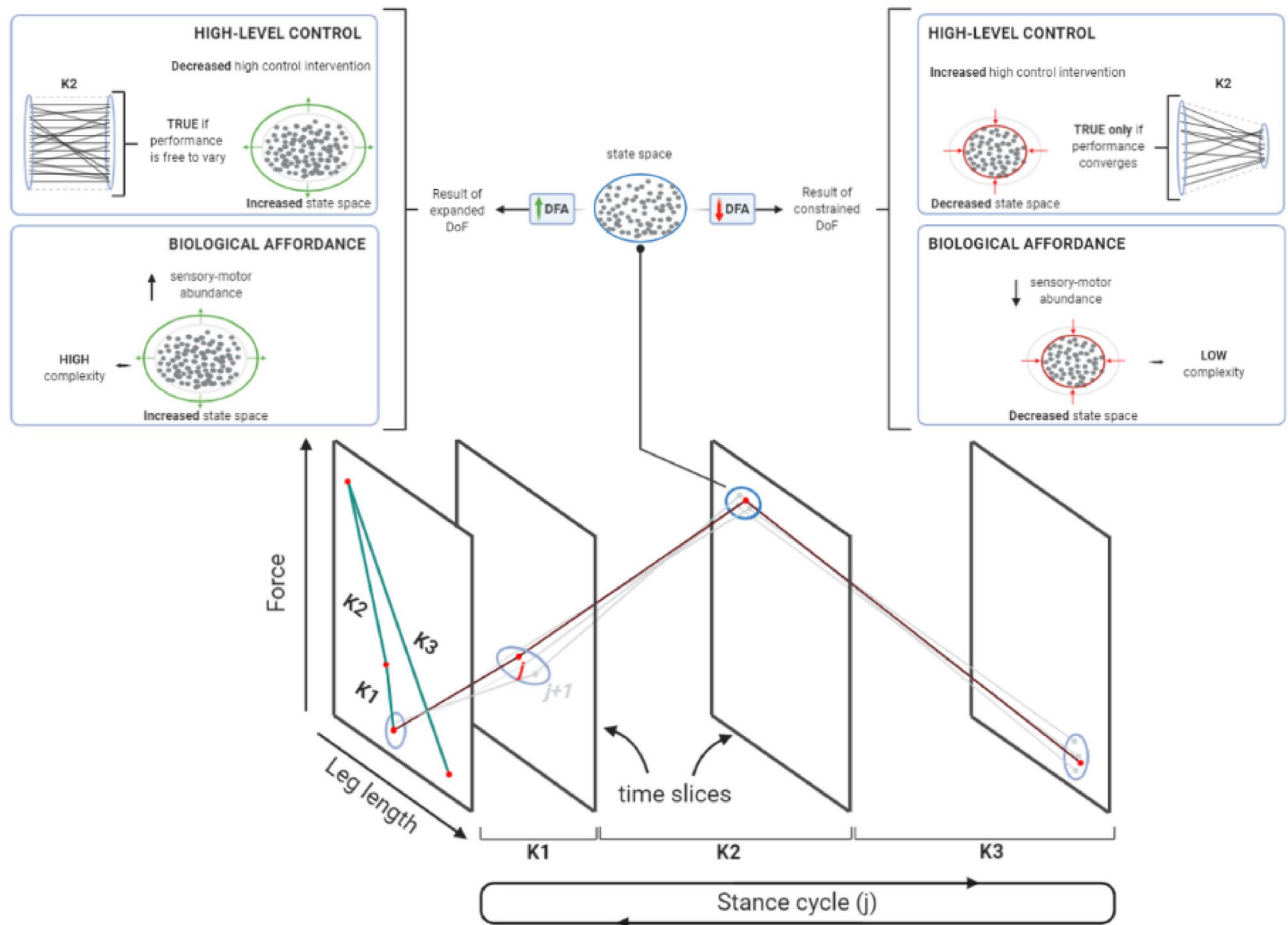 HIGH-LEVEL CONTROL
Decreased high control intervention
K2
TRUE if
performance
is free to vary
Increased state space
BIOLOGICAL AFFORDANCE
sensory-motor
abundance
HIGH
complexity
Increased state space
Result of
expanded
DoF
DFA
state space
DFA
Result of
constrained
DoF
HIGH-LEVEL CONTROL
Increased high control intervention
K2
TRUE only if
performance
converges
Decreased state space
BIOLOGICAL AFFORDANCE
sensory-motor
abundance
LOW
complexity
Decreased state space
Force
K2
K3
K1
j
j+1
Leg length
time slices
K1
K2
K3
Stance cycle (j)